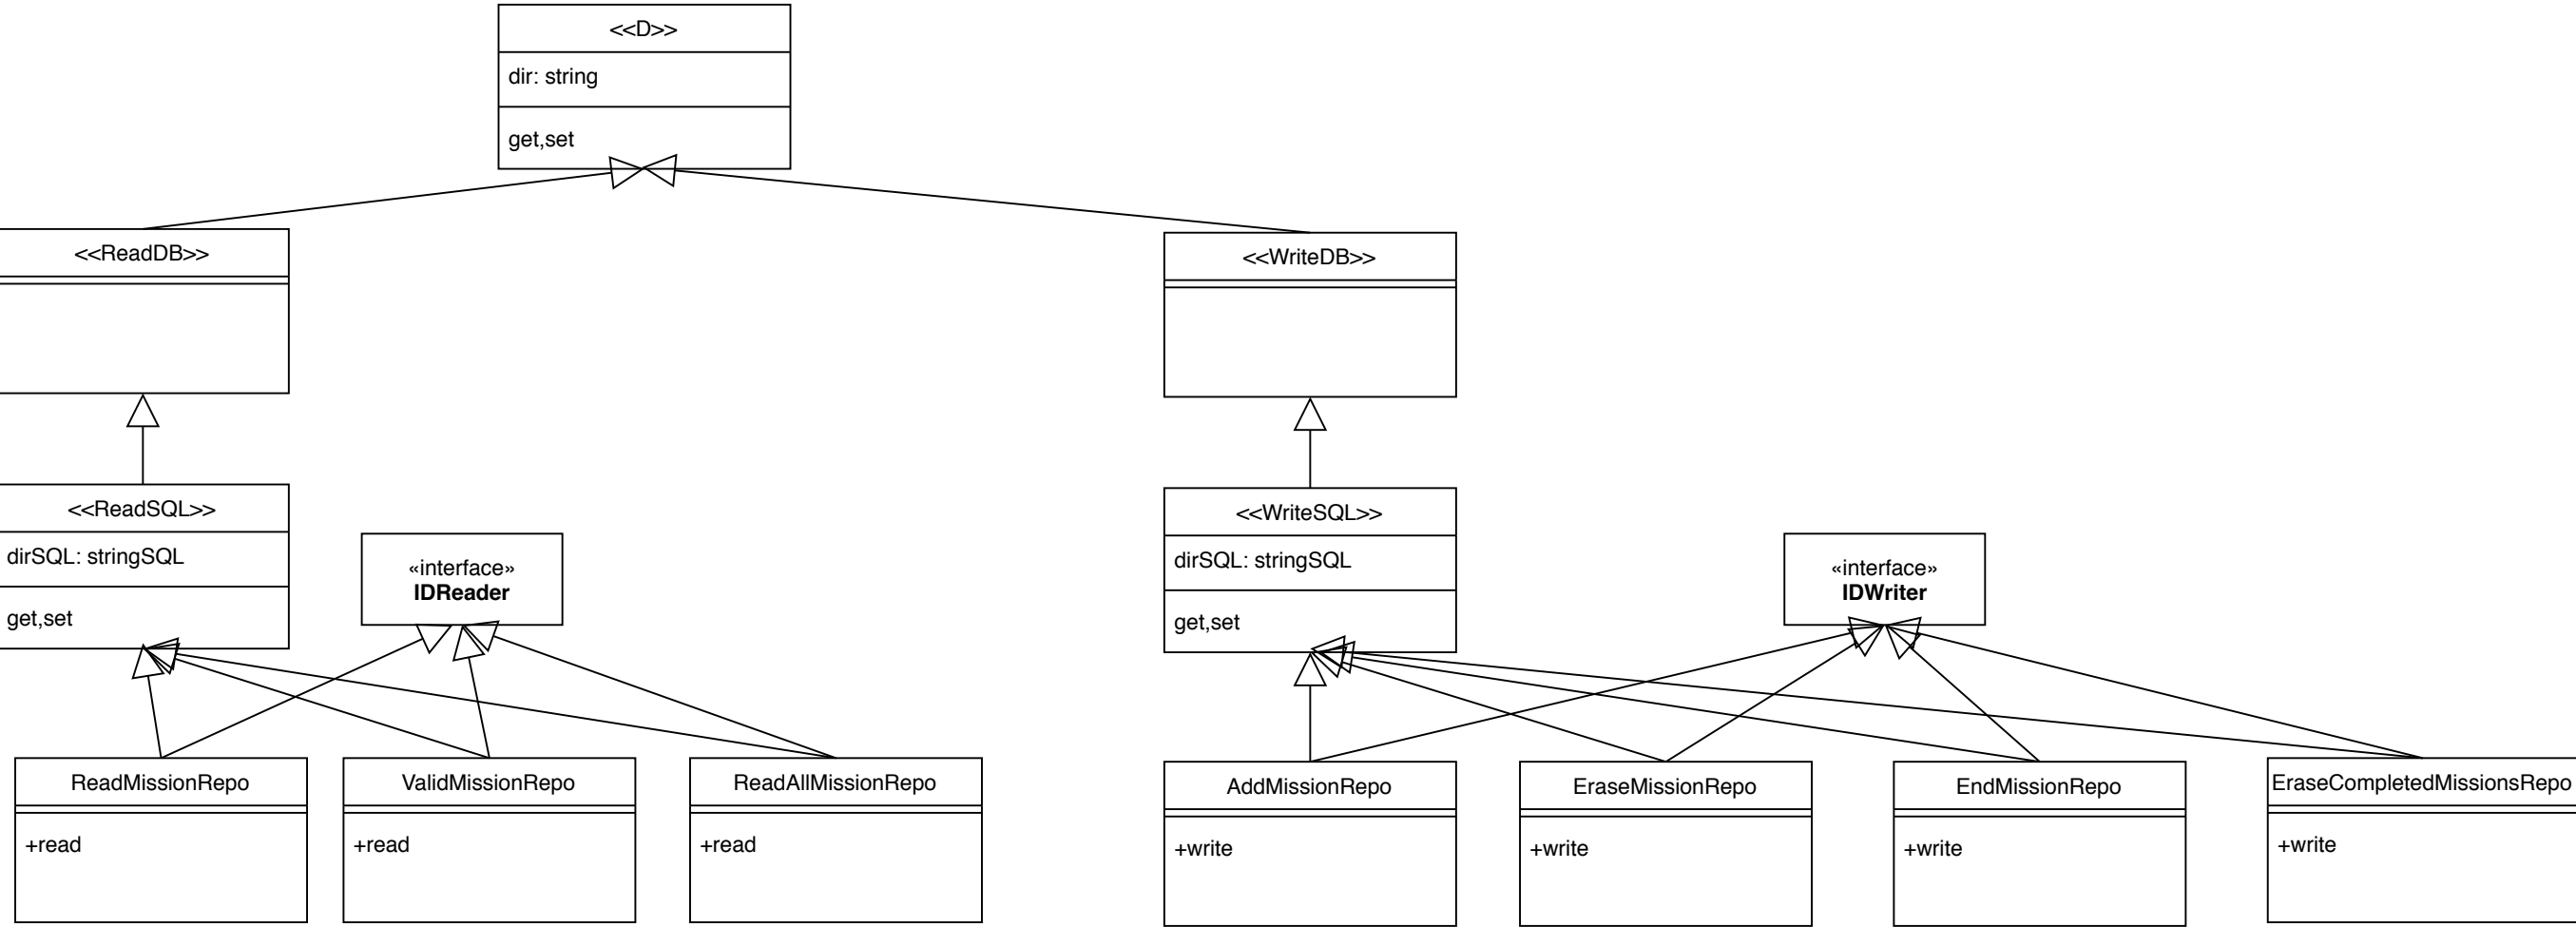 <<D>>
dir: string
get,set
<<ReadDB>>
<<WriteDB>>
<<ReadSQL>>
dirSQL: stringSQL
get,set
«interface»
IDReader
<<WriteSQL>>
dirSQL: stringSQL
get,set
«interface»
IDWriter
ReadMissionRepo
+read
ValidMissionRepo
+read
ReadAllMissionRepo
+read
AddMissionRepo
+write
EraseMissionRepo
+write
EndMissionRepo
+write
EraseCompletedMissionsRepo
+write